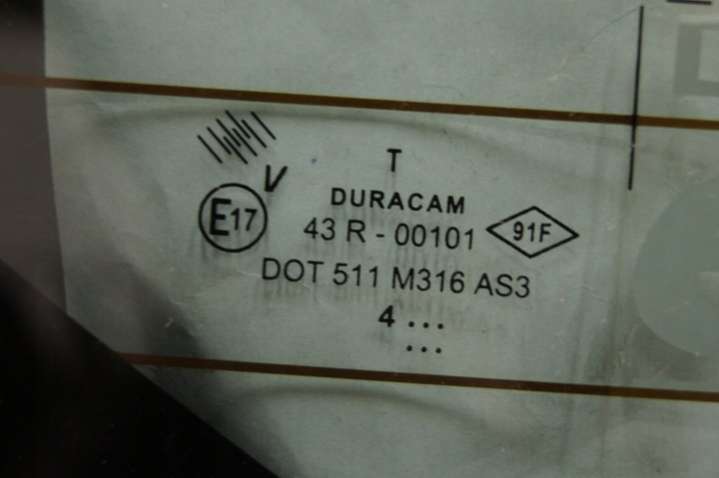 T
V
DURACAM
E17 43 R - 00101 91F
DOT 511 M316 AS3
4 ...
...